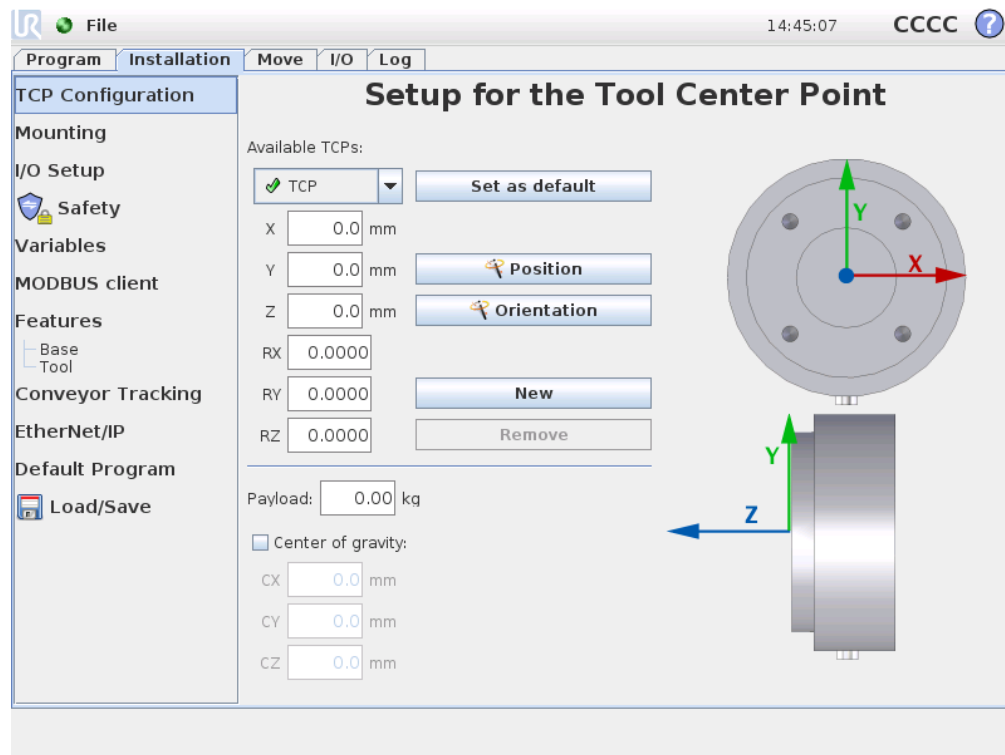 UR File 14:45:07 CCCC ?
Program Installation Move I/O Log
TCP Configuration
Mounting
I/O Setup
Safety
Variables
MODBUS client
Features
Base
Tool
Conveyor Tracking
EtherNet/IP
Default Program
Load/Save
Setup for the Tool Center Point
Available TCPs:
TCP Set as default
X 0.0 mm
Y 0.0 mm Position
Z 0.0 mm Orientation
RX 0.0000
RY 0.0000 New
RZ 0.0000 Remove
Payload: 0.00 kg
Center of gravity:
CX 0.0 mm
CY 0.0 mm
CZ 0.0 mm
Y
X
Y
Z